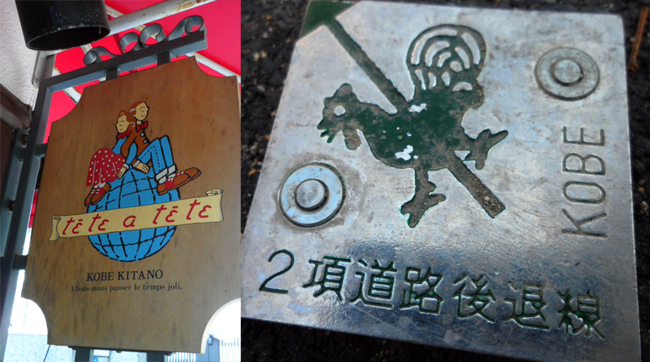 tête a tête
KOBE KITANO
Allons-nous passer le temps joli.
KOBE
2項道路後退線